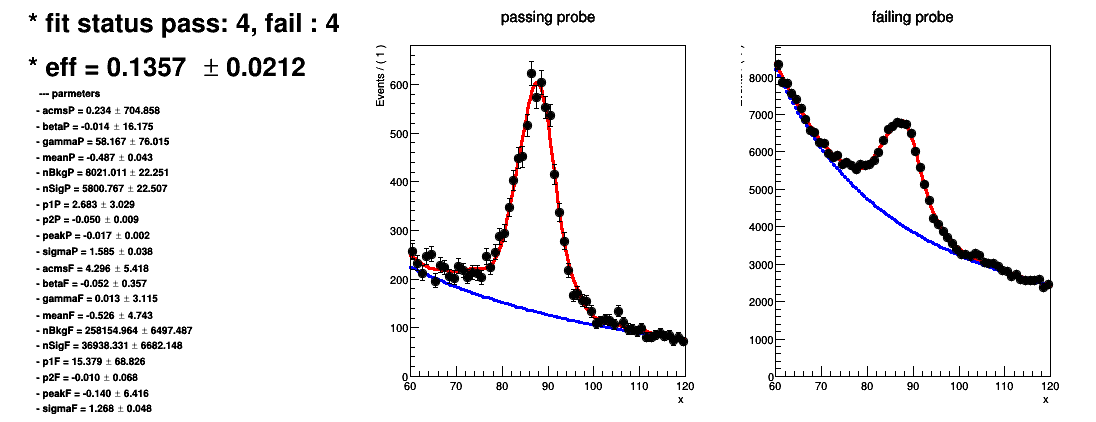 * fit status pass: 4, fail : 4
* eff = 0.1357 ± 0.0212
--- parmeters
- acmsP = 0.234 ± 704.858
- betaP = -0.014 ± 16.175
- gammaP = 58.167 ± 76.015
- meanP = -0.487 ± 0.043
- nBkgP = 8021.011 ± 22.251
- nSigP = 5800.767 ± 22.507
- p1P = 2.683 ± 3.029
- p2P = -0.050 ± 0.009
- peakP = -0.017 ± 0.002
- sigmaP = 1.585 ± 0.038
- acmsF = 4.296 ± 5.418
- betaF = -0.052 ± 0.357
- gammaF = 0.013 ± 3.115
- meanF = -0.526 ± 4.743
- nBkgF = 258154.964 ± 6497.487
- nSigF = 36938.331 ± 6682.148
- p1F = 15.379 ± 68.826
- p2F = -0.010 ± 0.068
- peakF = -0.140 ± 6.416
- sigmaF = 1.268 ± 0.048
passing probe
Events / ( 1 )
600
500
400
300
200
100
0
60 70 80 90 100 110 120
x
failing probe
8000
7000
6000
5000
4000
3000
2000
1000
0
60 70 80 90 100 110 120
x